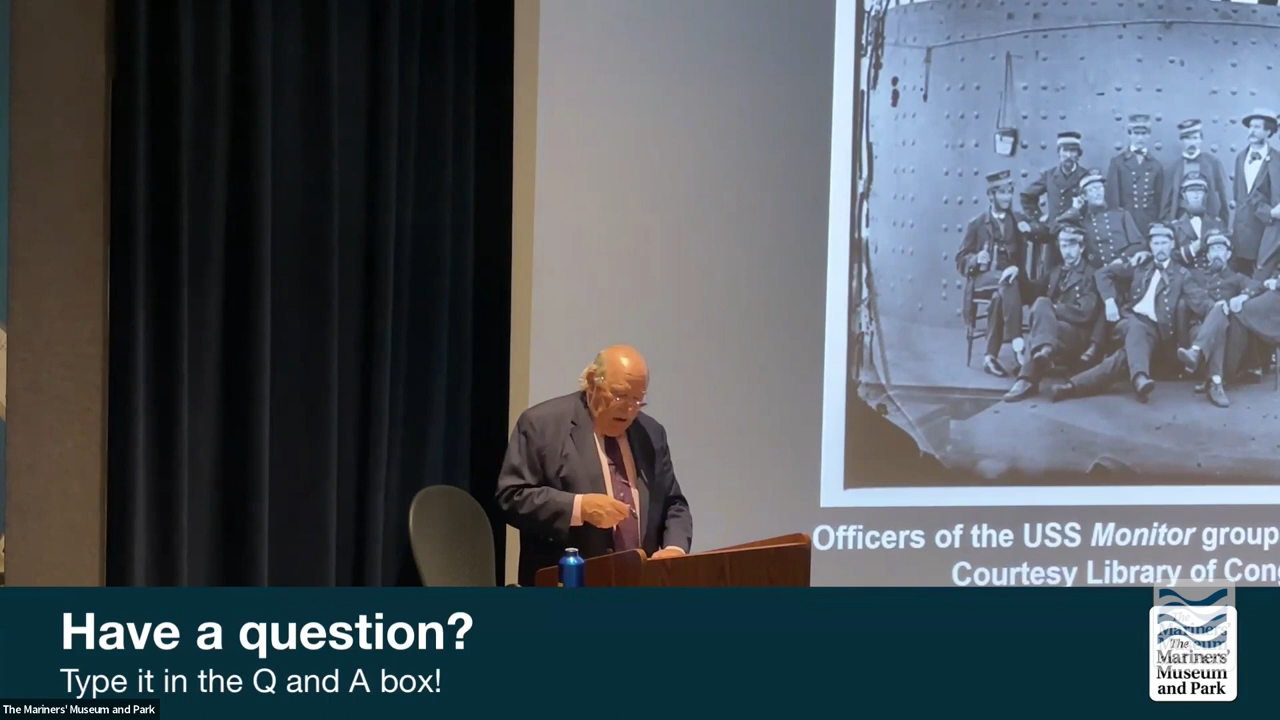 Officers of the USS Monitor group
Courtesy Library of Cong
Have a question?
Type it in the Q and A box!
The
Mariners'
Museum
and Park
The Mariners' Museum and Park